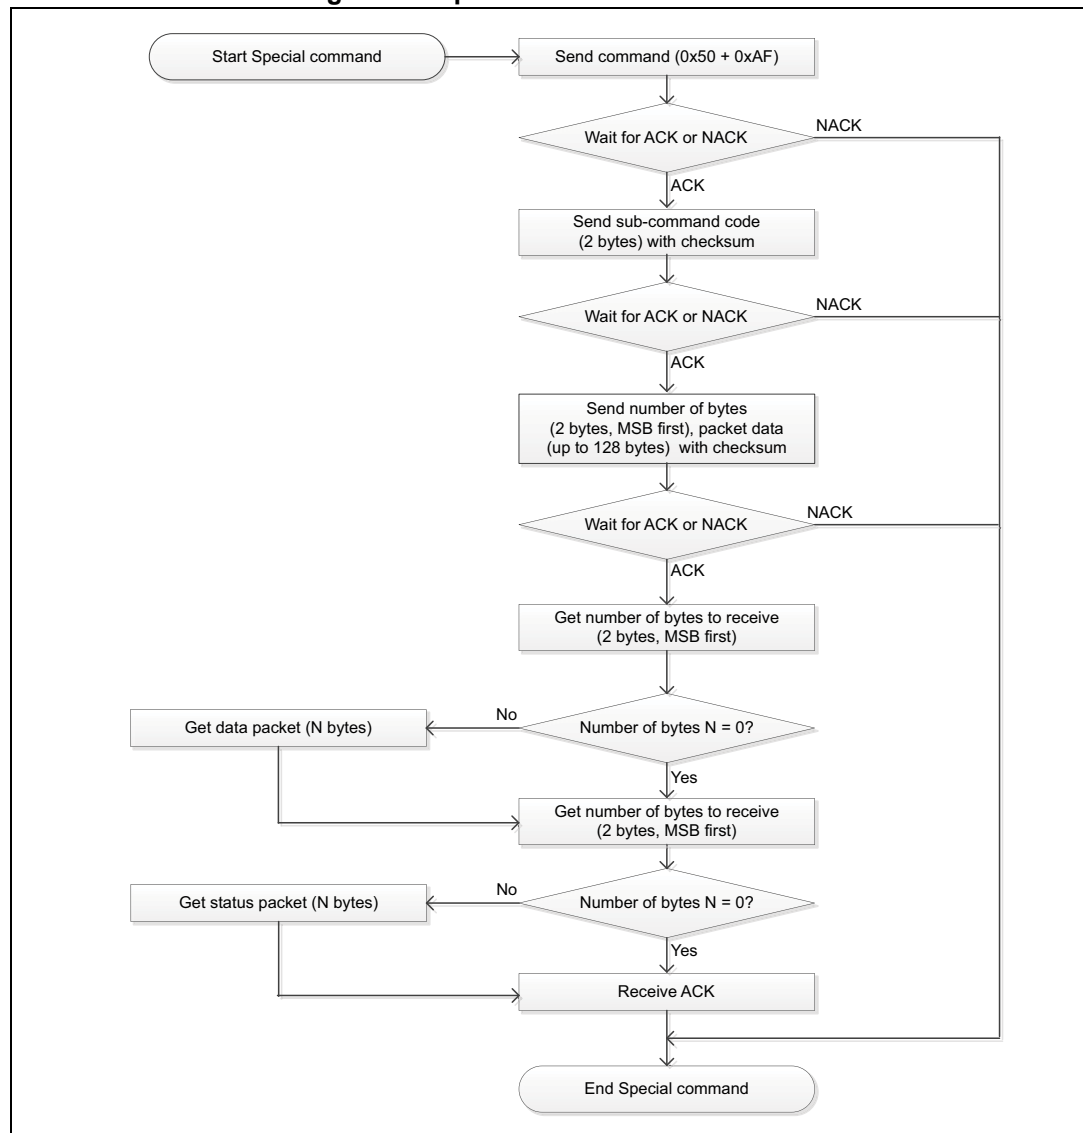 Start Special command
Send command (0x50 + 0xAF)
Wait for ACK or NACK
NACK
ACK
Send sub-command code
(2 bytes) with checksum
Wait for ACK or NACK
NACK
ACK
Send number of bytes
(2 bytes, MSB first), packet data
(up to 128 bytes) with checksum
Wait for ACK or NACK
NACK
ACK
Get number of bytes to receive
(2 bytes, MSB first)
Number of bytes N = 0?
No
Get data packet (N bytes)
Yes
Get number of bytes to receive
(2 bytes, MSB first)
Number of bytes N = 0?
No
Get status packet (N bytes)
Yes
Receive ACK
End Special command